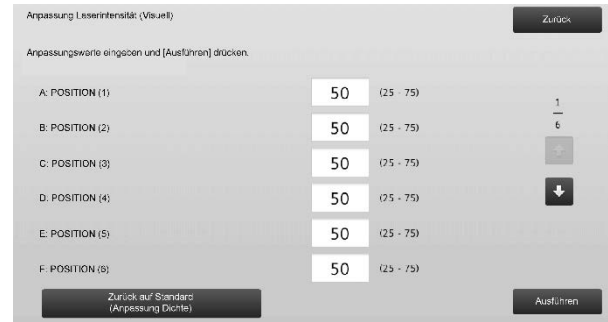 Anpassung Laserintensität (Visuell)
Zurück
Anpassungswerte eingeben und [Ausführen] drücken.
A: POSITION (1) 50 (25 - 75)
B: POSITION (2) 50 (25 - 75)
C: POSITION (3) 50 (25 - 75)
D: POSITION (4) 50 (25 - 75)
E: POSITION (5) 50 (25 - 75)
F: POSITION (6) 50 (25 - 75)
1
6
Zurück auf Standard
(Anpassung Dichte)
Ausführen